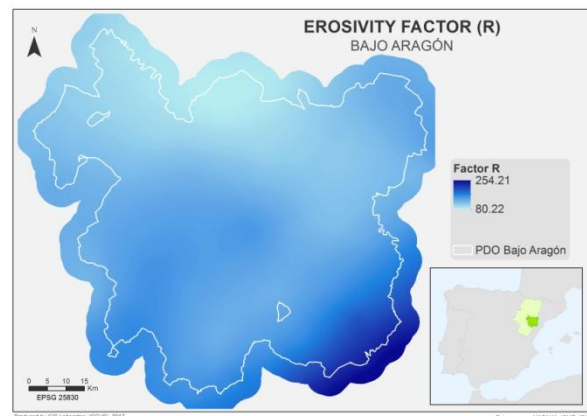 EROSIVITY FACTOR (R)
BAJO ARAGÓN
N
Factor R
254.21
80.22
PDO Bajo Aragón
0 5 10 15
Km
EPSG 25830